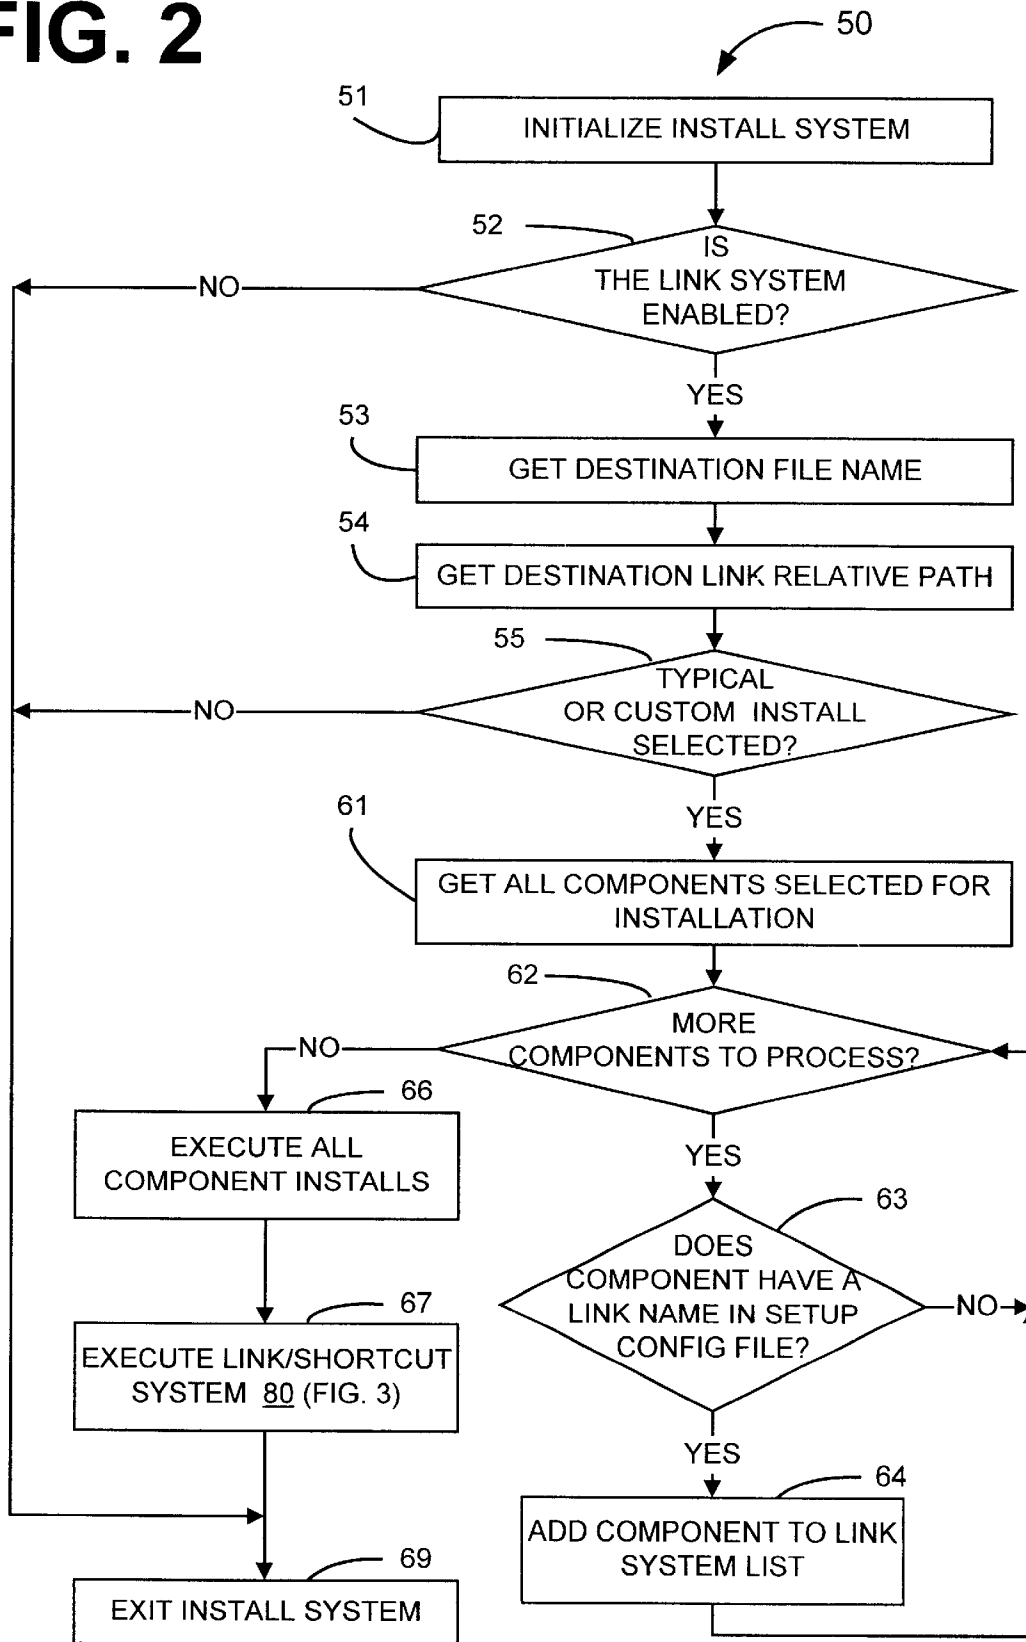 FIG. 2
50
51
INITIALIZE INSTALL SYSTEM
52
IS
THE LINK SYSTEM
ENABLED?
NO
YES
53
GET DESTINATION FILE NAME
54
GET DESTINATION LINK RELATIVE PATH
55
TYPICAL
OR CUSTOM INSTALL
SELECTED?
NO
YES
61
GET ALL COMPONENTS SELECTED FOR
INSTALLATION
62
MORE
COMPONENTS TO PROCESS?
NO
YES
66
EXECUTE ALL
COMPONENT INSTALLS
63
DOES
COMPONENT HAVE A
LINK NAME IN SETUP
CONFIG FILE?
NO
YES
67
EXECUTE LINK/SHORTCUT
SYSTEM 80 (FIG. 3)
64
ADD COMPONENT TO LINK
SYSTEM LIST
69
EXIT INSTALL SYSTEM